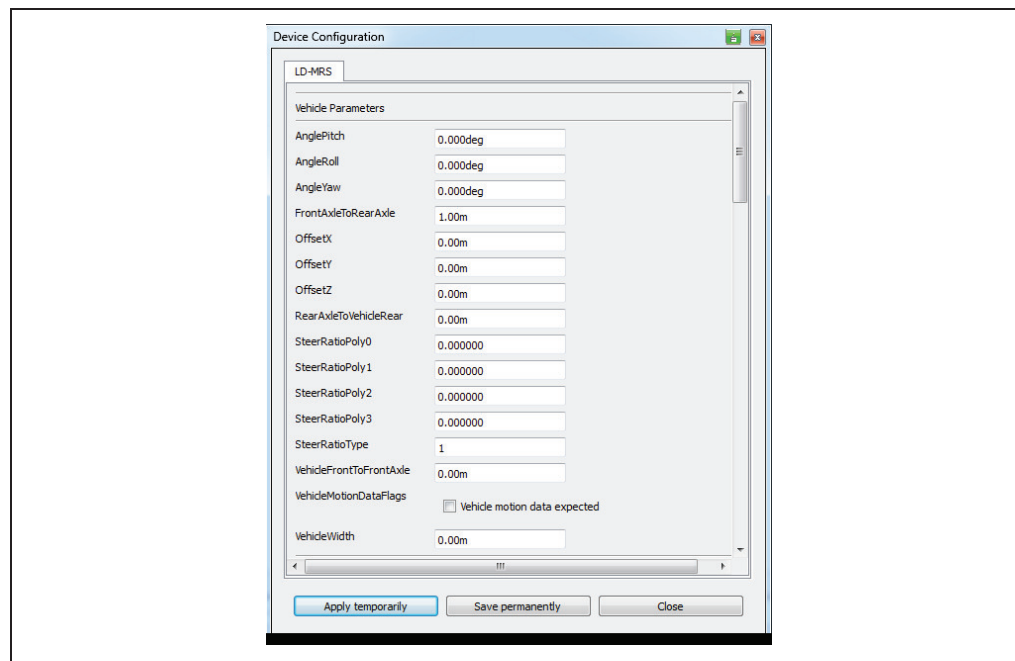 Device Configuration
LD-MRS
Vehicle Parameters
AnglePitch 0.000deg
AngleRoll 0.000deg
AngleYaw 0.000deg
FrontAxleToRearAxle 1.00m
OffsetX 0.00m
OffsetY 0.00m
OffsetZ 0.00m
RearAxleToVehicleRear 0.00m
SteerRatioPoly0 0.000000
SteerRatioPoly1 0.000000
SteerRatioPoly2 0.000000
SteerRatioPoly3 0.000000
SteerRatioType 1
VehicleFrontToFrontAxle 0.00m
VehicleMotionDataFlags Vehicle motion data expected
VehicleWidth 0.00m
Apply temporarily Save permanently Close